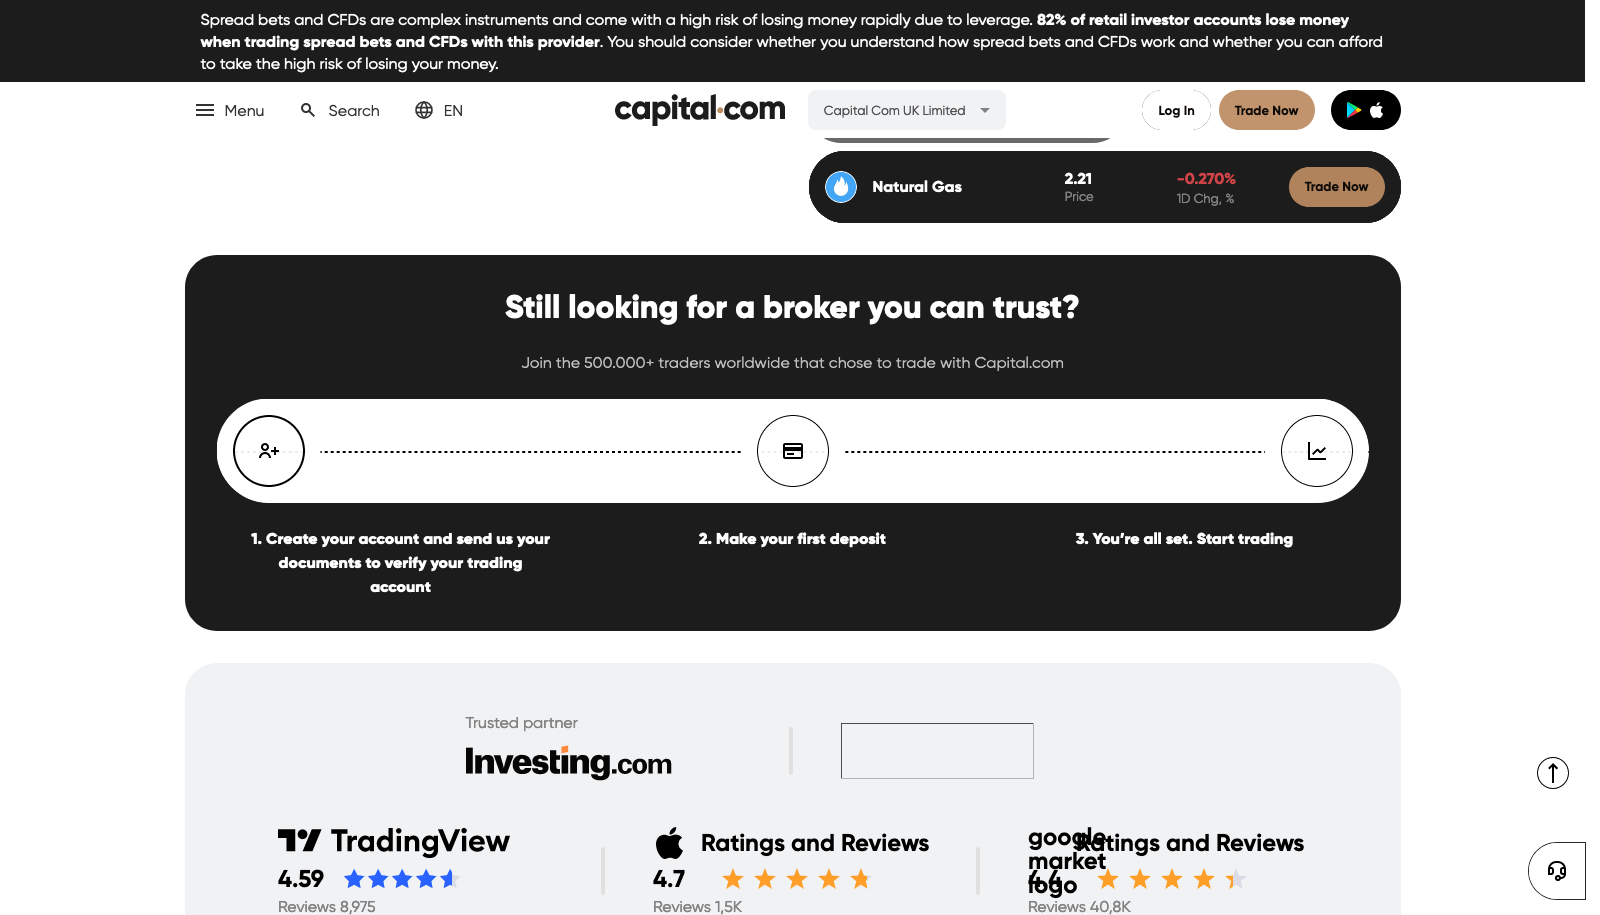 Spread bets and CFDs are complex instruments and come with a high risk of losing money rapidly due to leverage. 82% of retail investor accounts lose money
when trading spread bets and CFDs with this provider. You should consider whether you understand how spread bets and CFDs work and whether you can afford
to take the high risk of losing your money.
Menu
Search
EN
capital.com
Capital Com UK Limited
Log In
Trade Now
Natural Gas
2.21
Price
-0.270%
1D Chg, %
Trade Now
Still looking for a broker you can trust?
Join the 500.000+ traders worldwide that chose to trade with Capital.com
1. Create your account and send us your
documents to verify your trading
account
2. Make your first deposit
3. You’re all set. Start trading
Trusted partner
Investing.com
TradingView
4.59
Reviews 8,975
Ratings and Reviews
4.7
Reviews 1,5K
google
market
logo
Ratings and Reviews
4.4
Reviews 40,8K